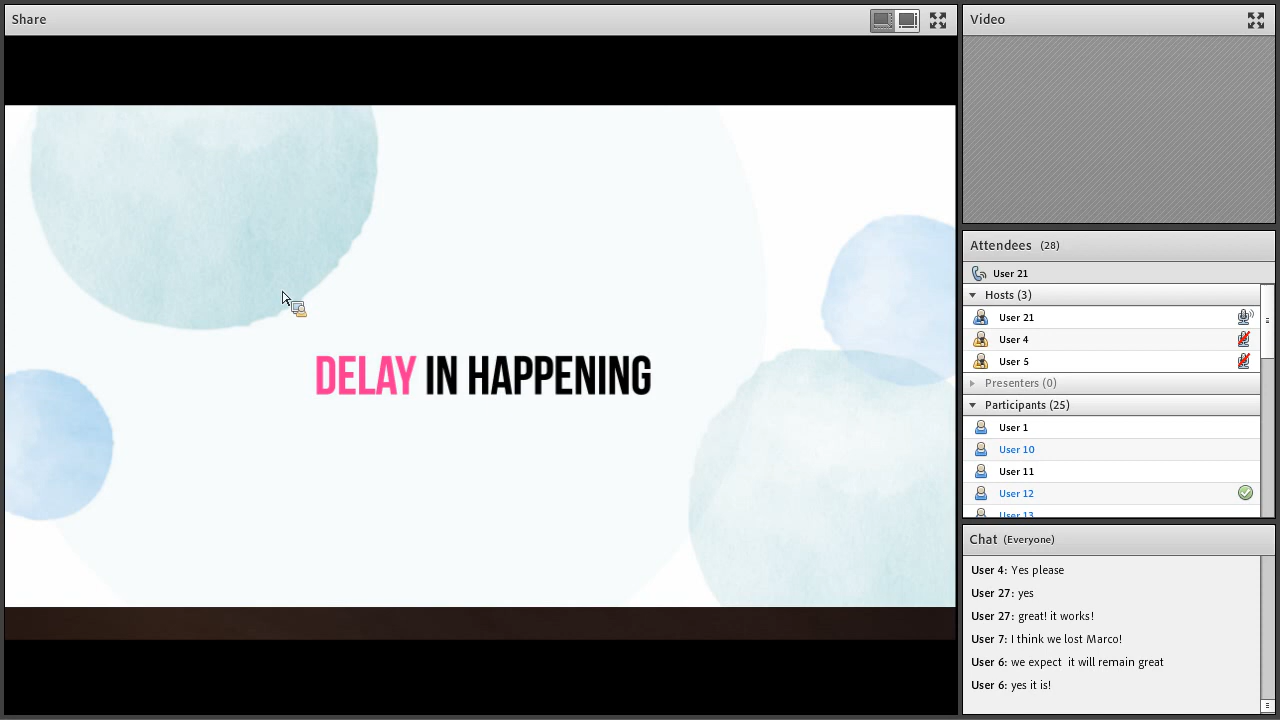 Share
Video
DELAY IN HAPPENING
Attendees (28)
User 21
Hosts (3)
User 21
User 4
User 5
Presenters (0)
Participants (25)
User 1
User 10
User 11
User 12
User 13
Chat (Everyone)
User 4: Yes please
User 27: yes
User 27: great! it works!
User 7: I think we lost Marco!
User 6: we expect  it will remain great
User 6: yes it is!